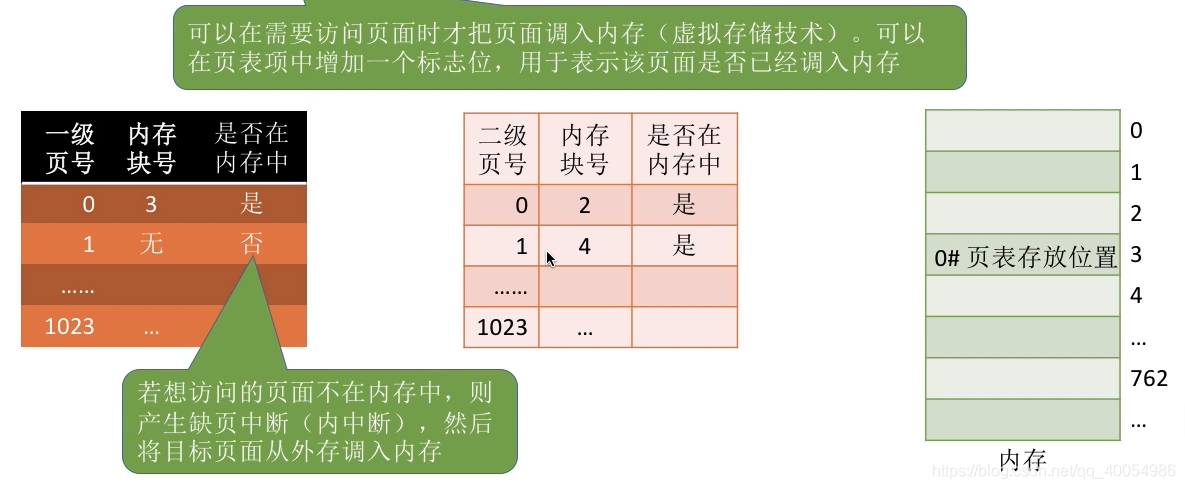 可以在需要访问页面时才把页面调入内存（虚拟存储技术）。可以
在页表项中增加一个标志位，用于表示该页面是否已经调入内存
一级页号 内存块号 是否在内存中
0 3 是
1 无 否
......
1023 ...
二级页号 内存块号 是否在内存中
0 2 是
1 4 是
......
1023 ...
0
1
2
0# 页表存放位置 3
4
...
762
...
内存
若想访问的页面不在内存中，则
产生缺页中断（内中断），然后
将目标页面从外存调入内存
https://blog.csdn.net/qq_40054986